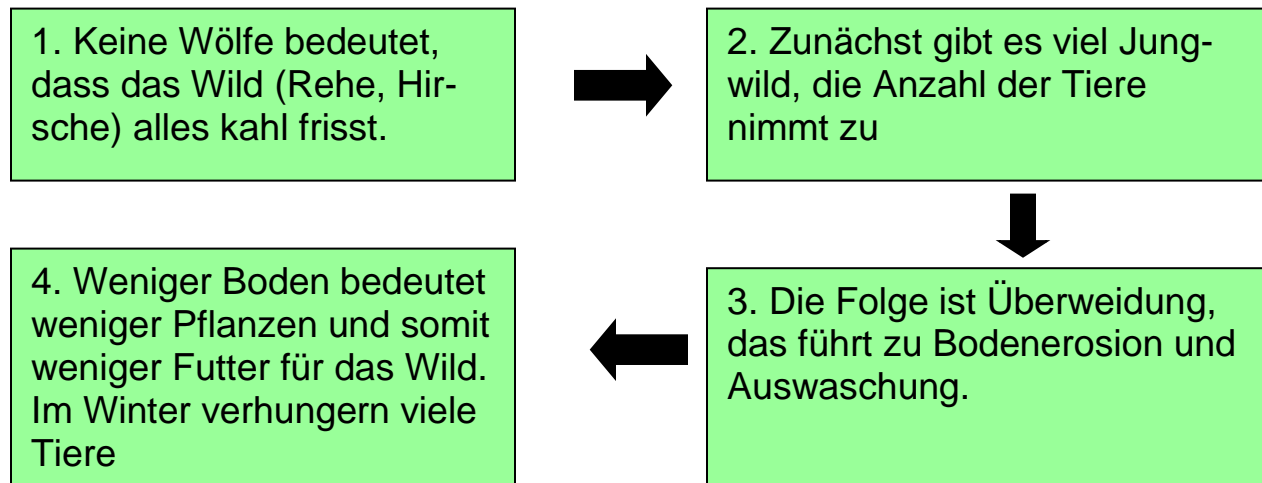 1. Keine Wölfe bedeutet,
dass das Wild (Rehe, Hir-
sche) alles kahl frisst.
2. Zunächst gibt es viel Jung-
wild, die Anzahl der Tiere
nimmt zu
3. Die Folge ist Überweidung,
das führt zu Bodenerosion und
Auswaschung.
4. Weniger Boden bedeutet
weniger Pflanzen und somit
weniger Futter für das Wild.
Im Winter verhungern viele
Tiere